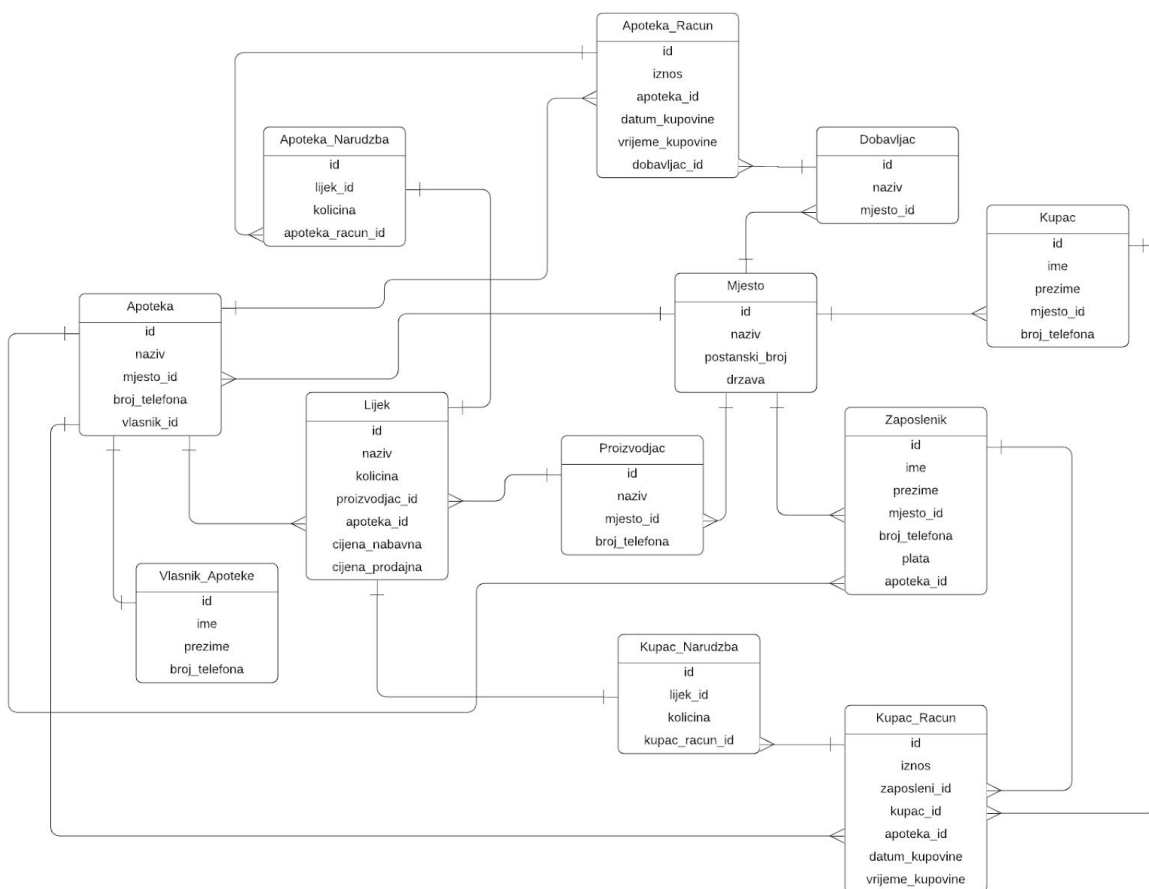 Apoteka_Racun
id
iznos
apoteka_id
datum_kupovine
vrijeme_kupovine
dobavljac_id
Apoteka_Narudzba
id
lijek_id
kolicina
apoteka_racun_id
Dobavljac
id
naziv
mjesto_id
Kupac
id
ime
prezime
mjesto_id
broj_telefona
Mjesto
id
naziv
postanski_broj
drzava
Apoteka
id
naziv
mjesto_id
broj_telefona
vlasnik_id
Lijek
id
naziv
kolicina
proizvodjac_id
apoteka_id
cijena_nabavna
cijena_prodajna
Proizvodjac
id
naziv
mjesto_id
broj_telefona
Zaposlenik
id
ime
prezime
mjesto_id
broj_telefona
plata
apoteka_id
Vlasnik_Apoteke
id
ime
prezime
broj_telefona
Kupac_Narudzba
id
lijek_id
kolicina
kupac_racun_id
Kupac_Racun
id
iznos
zaposleni_id
kupac_id
apoteka_id
datum_kupovine
vrijeme_kupovine